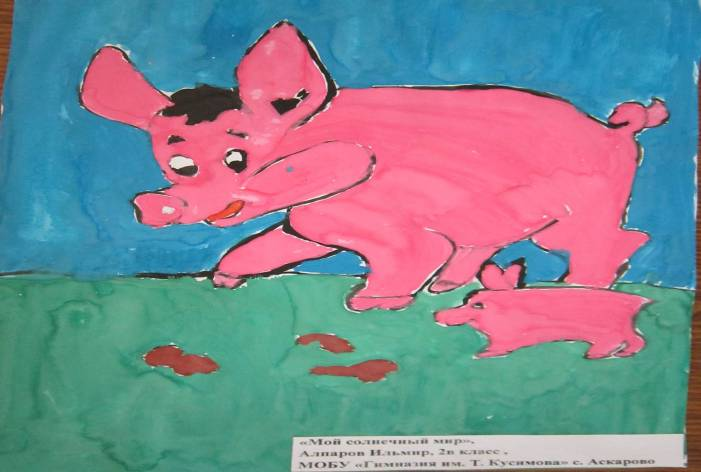 «Мой солнечный мир»,
Алпаров Ильмир, 2в класс ,
МОБУ «Гимназия им. Т. Кусимова» с. Аскарово